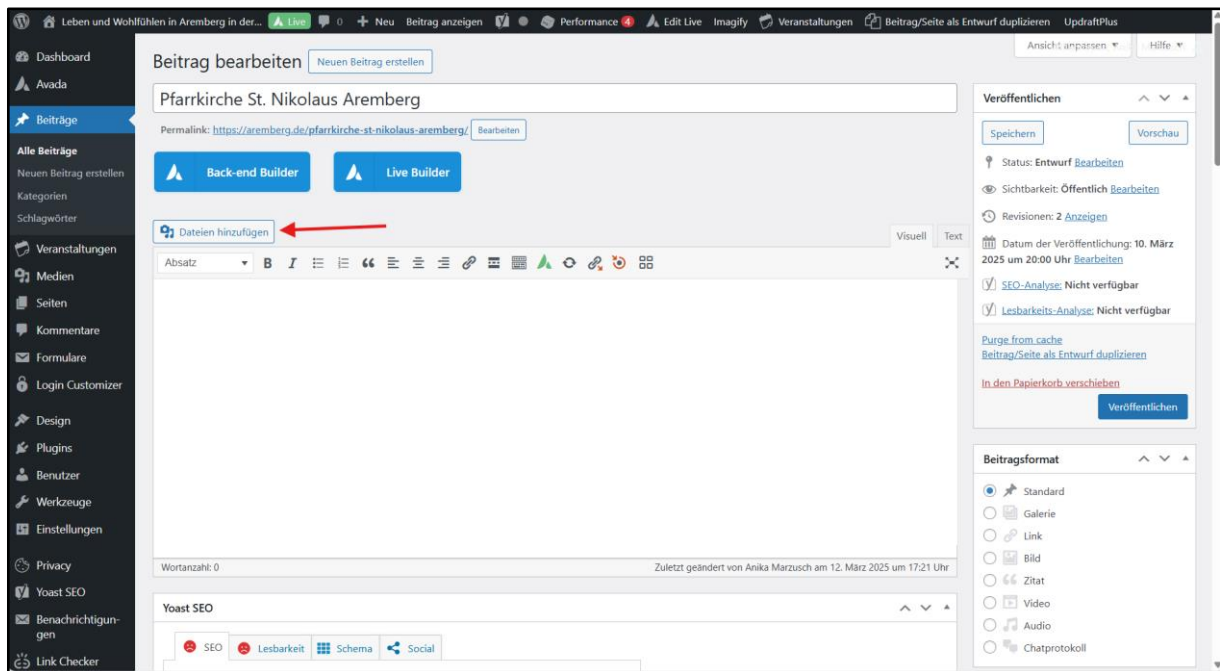 Leben und Wohlfühlen in Aremberg in der... Live 0 + Neu Beitrag anzeigen Performance 4 Edit Live Imagify Veranstaltungen Beitrag/Seite als Entwurf duplizieren UpdraftPlus
Ansicht anpassen Hilfe
Dashboard
Avada
Beiträge
Alle Beiträge
Neuen Beitrag erstellen
Kategorien
Schlagwörter
Veranstaltungen
Medien
Seiten
Kommentare
Formulare
Login Customizer
Design
Plugins
Benutzer
Werkzeuge
Einstellungen
Privacy
Yoast SEO
Benachrichtigun-
gen
Link Checker
Beitrag bearbeiten Neuen Beitrag erstellen
Pfarrkirche St. Nikolaus Aremberg
Permalink: https://aremberg.de/pfarrkirche-st-nikolaus-aremberg/ Bearbeiten
Back-end Builder Live Builder
Dateien hinzufügen
Visuell Text
Absatz B I
Wortanzahl: 0 Zuletzt geändert von Anika Marzusch am 12. März 2025 um 17:21 Uhr
Yoast SEO
SEO Lesbarkeit Schema Social
Veröffentlichen
Speichern Vorschau
Status: Entwurf Bearbeiten
Sichtbarkeit: Öffentlich Bearbeiten
Revisionen: 2 Anzeigen
Datum der Veröffentlichung: 10. März
2025 um 20:00 Uhr Bearbeiten
SEO-Analyse: Nicht verfügbar
Lesbarkeits-Analyse: Nicht verfügbar
Purge from cache
Beitrag/Seite als Entwurf duplizieren
In den Papierkorb verschieben
Veröffentlichen
Beitragsformat
Standard
Galerie
Link
Bild
Zitat
Video
Audio
Chatprotokoll